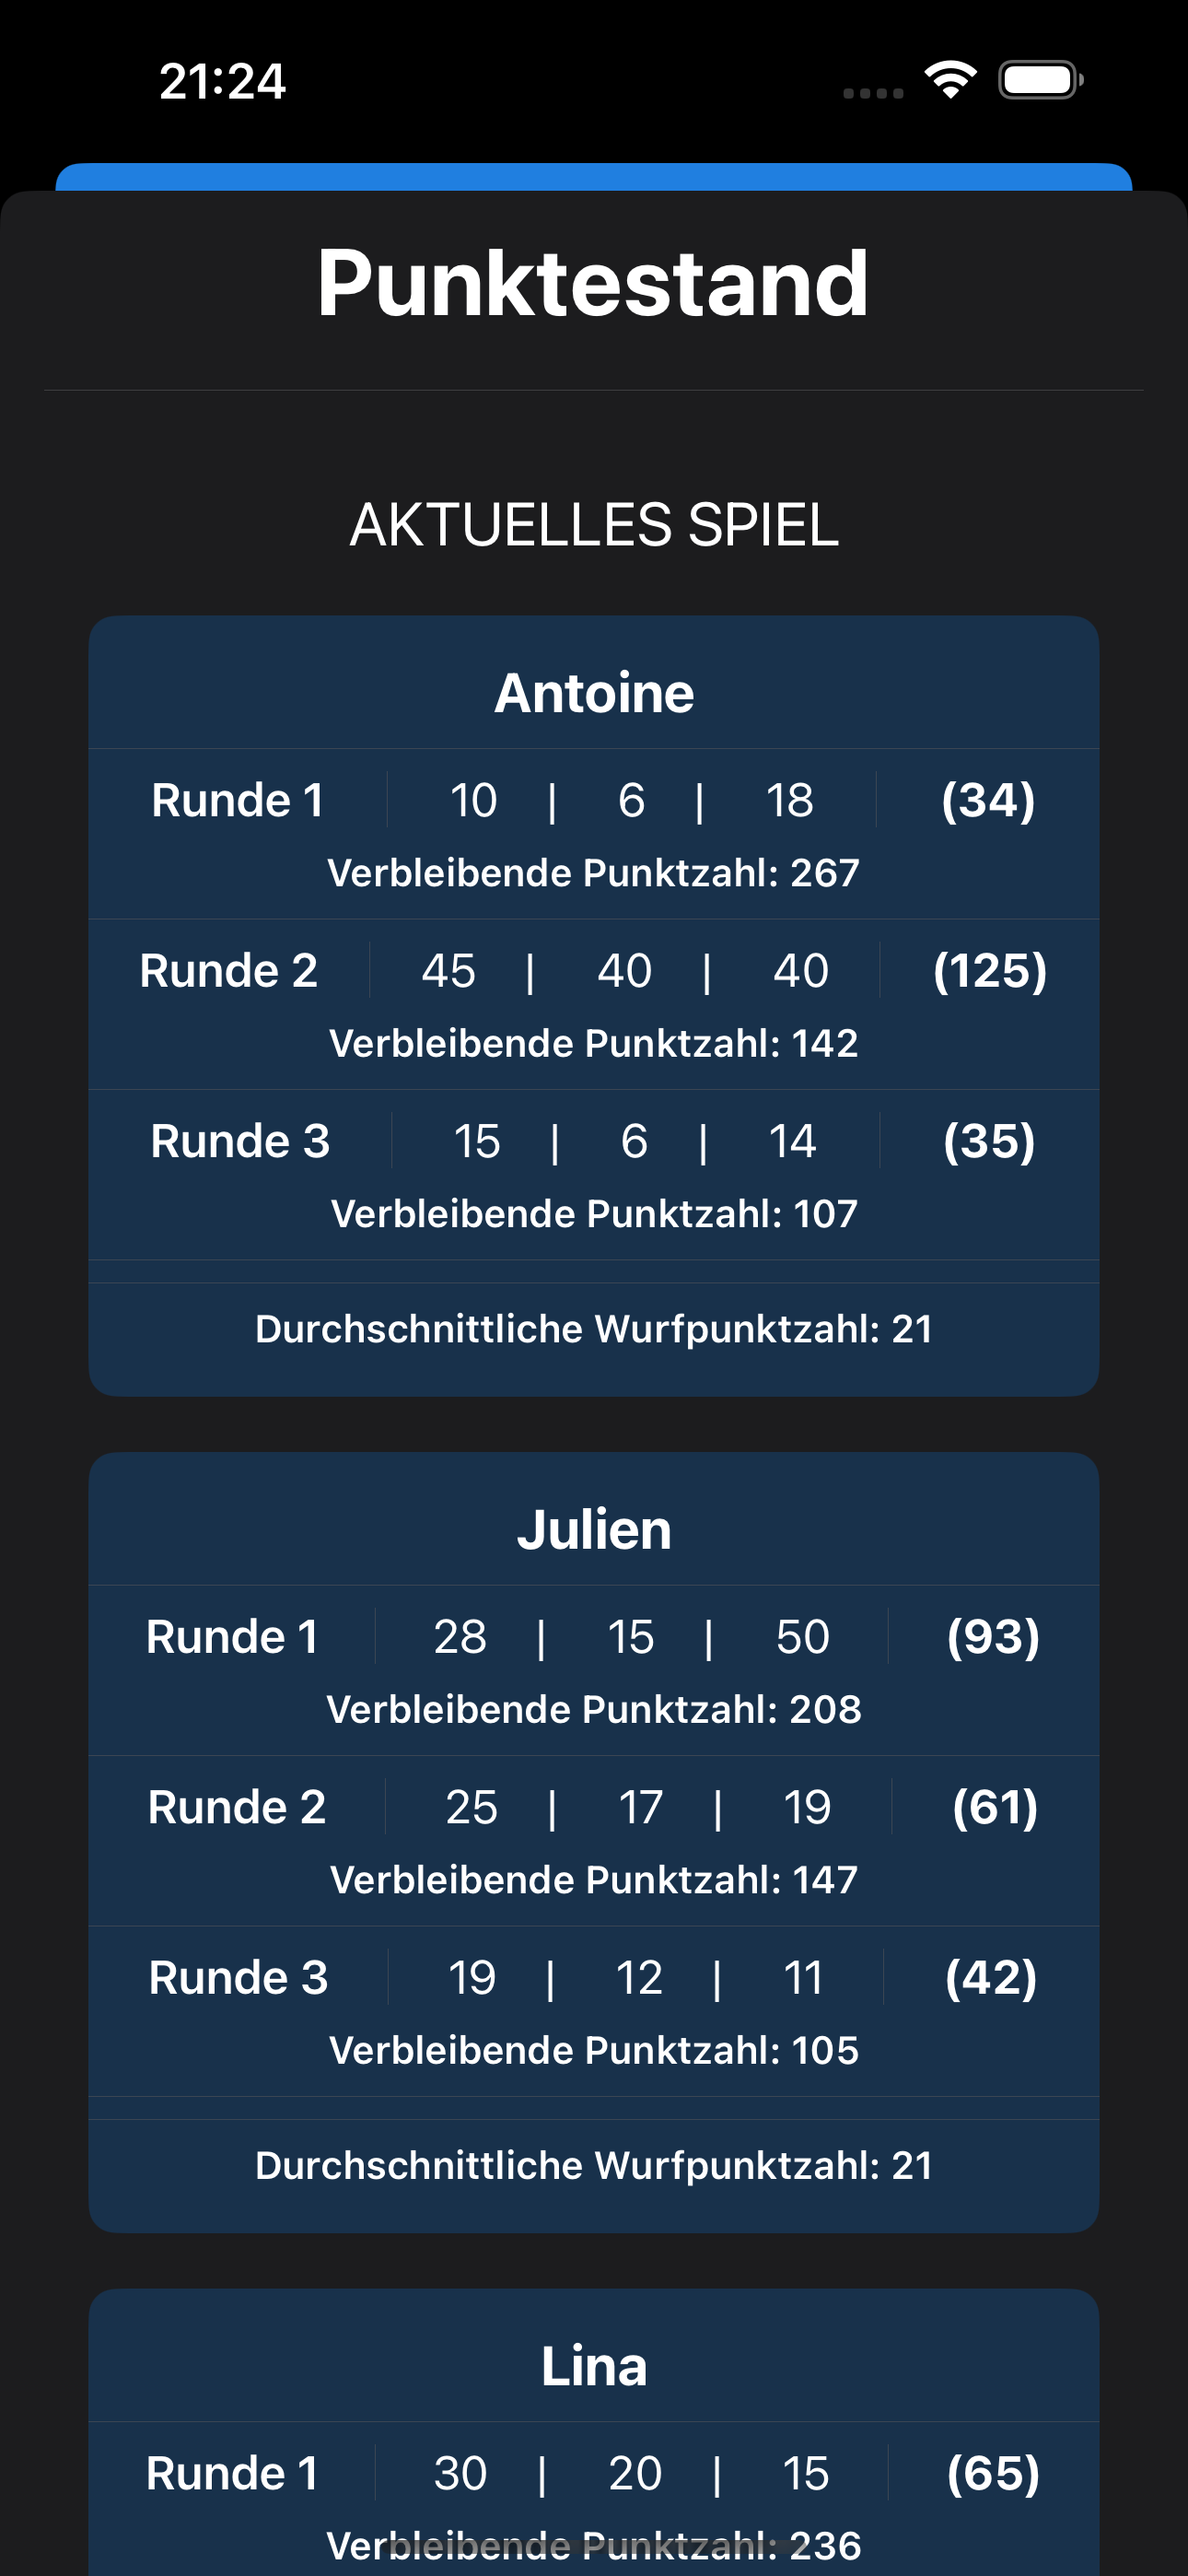 21:24
Punktestand
AKTUELLES SPIEL
Antoine
Runde 1 10 | 6 | 18 (34)
Verbleibende Punktzahl: 267
Runde 2 45 | 40 | 40 (125)
Verbleibende Punktzahl: 142
Runde 3 15 | 6 | 14 (35)
Verbleibende Punktzahl: 107
Durchschnittliche Wurfpunktzahl: 21
Julien
Runde 1 28 | 15 | 50 (93)
Verbleibende Punktzahl: 208
Runde 2 25 | 17 | 19 (61)
Verbleibende Punktzahl: 147
Runde 3 19 | 12 | 11 (42)
Verbleibende Punktzahl: 105
Durchschnittliche Wurfpunktzahl: 21
Lina
Runde 1 30 | 20 | 15 (65)
Verbleibende Punktzahl: 236